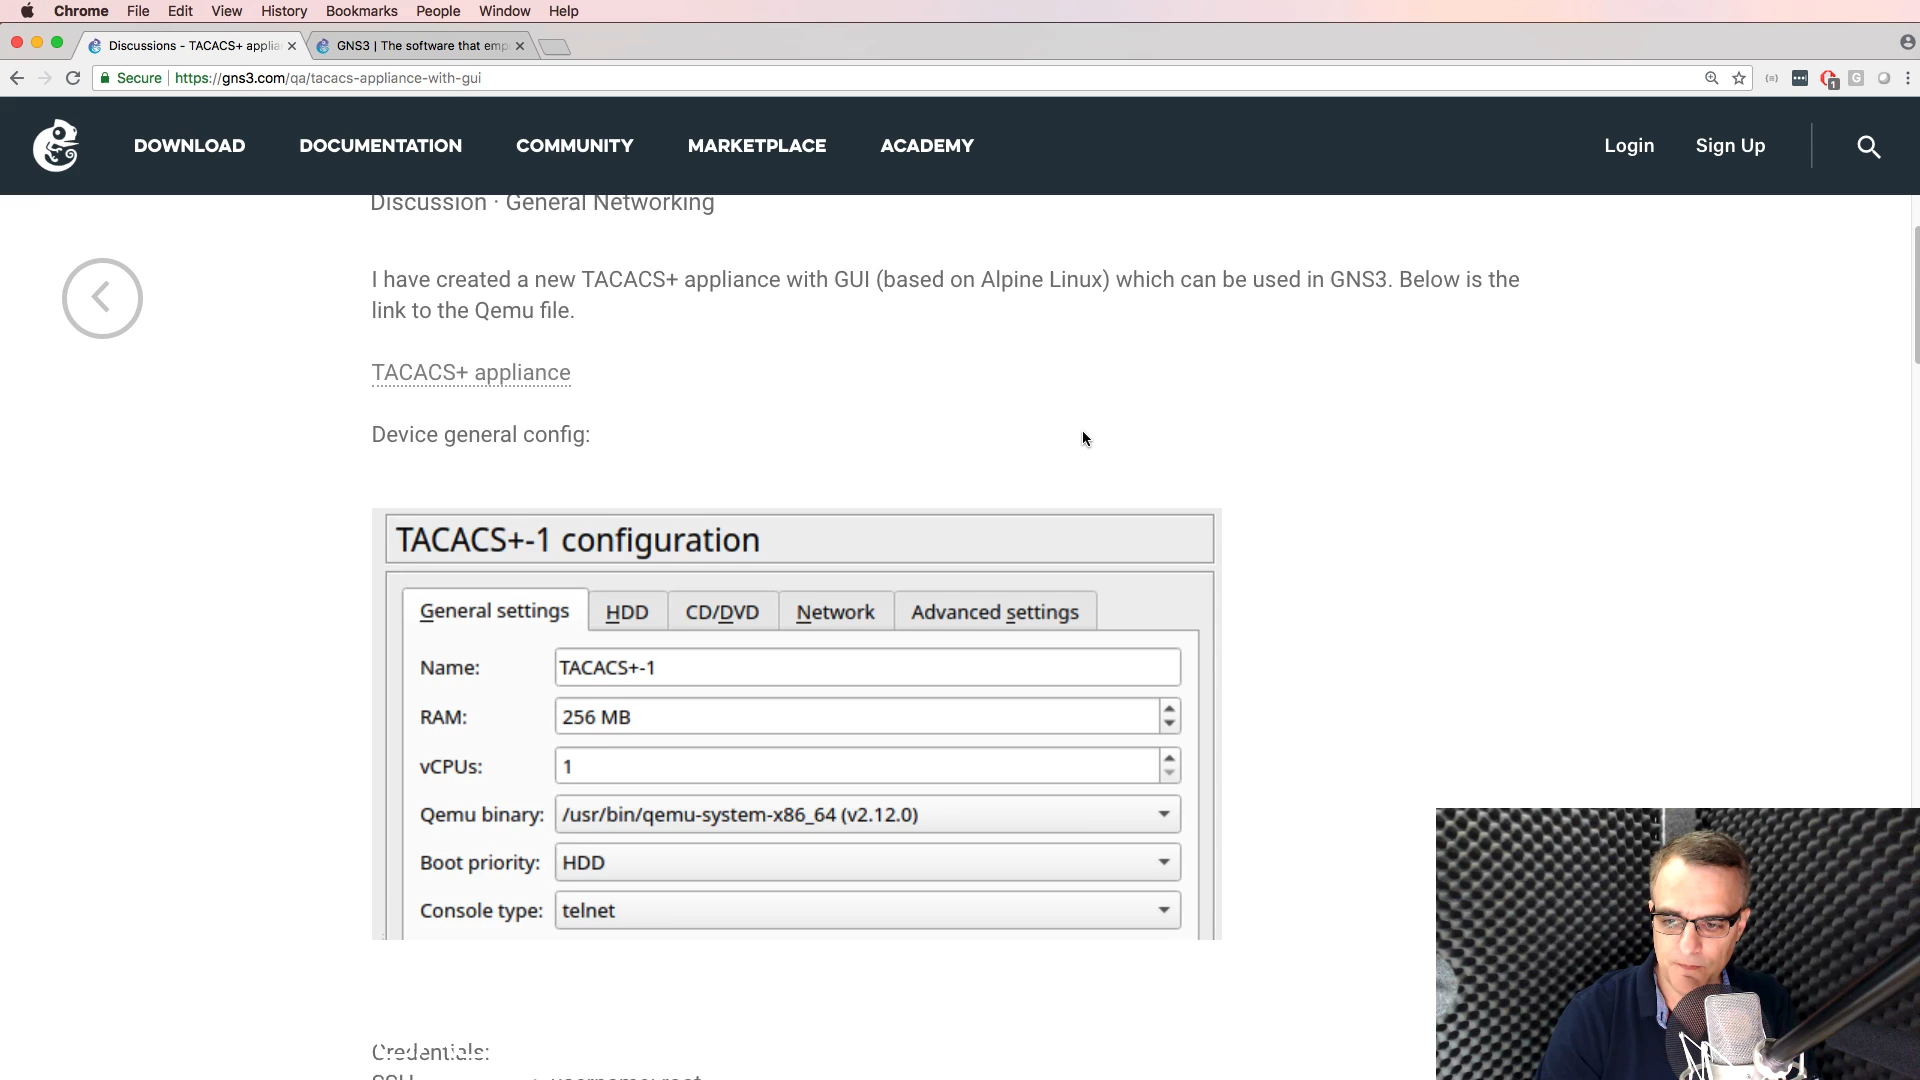 Chrome File Edit View History Bookmarks People Window Help
Discussions - TACACS+ applia
GNS3 | The software that emp
Secure https://gns3.com/qa/tacacs-appliance-with-gui
DOWNLOAD DOCUMENTATION COMMUNITY MARKETPLACE ACADEMY Login Sign Up
Discussion · General Networking
I have created a new TACACS+ appliance with GUI (based on Alpine Linux) which can be used in GNS3. Below is the
link to the Qemu file.
TACACS+ appliance
Device general config:
TACACS+-1 configuration
General settings HDD CD/DVD Network Advanced settings
Name: TACACS+-1
RAM: 256 MB
vCPUs: 1
Qemu binary: /usr/bin/qemu-system-x86_64 (v2.12.0)
Boot priority: HDD
Console type: telnet
Credentials: